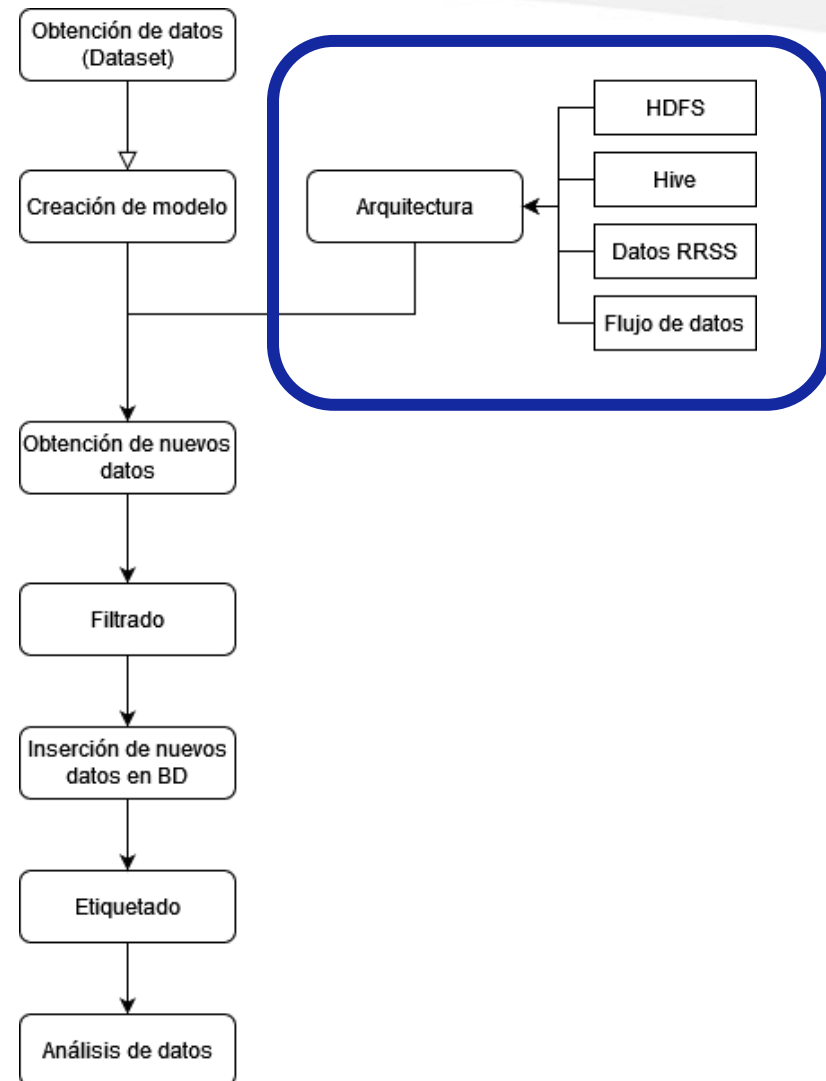 Obtención de datos
(Dataset)
Creación de modelo
Arquitectura
HDFS
Hive
Datos RRSS
Flujo de datos
Obtención de nuevos
datos
Filtrado
Inserción de nuevos
datos en BD
Etiquetado
Análisis de datos